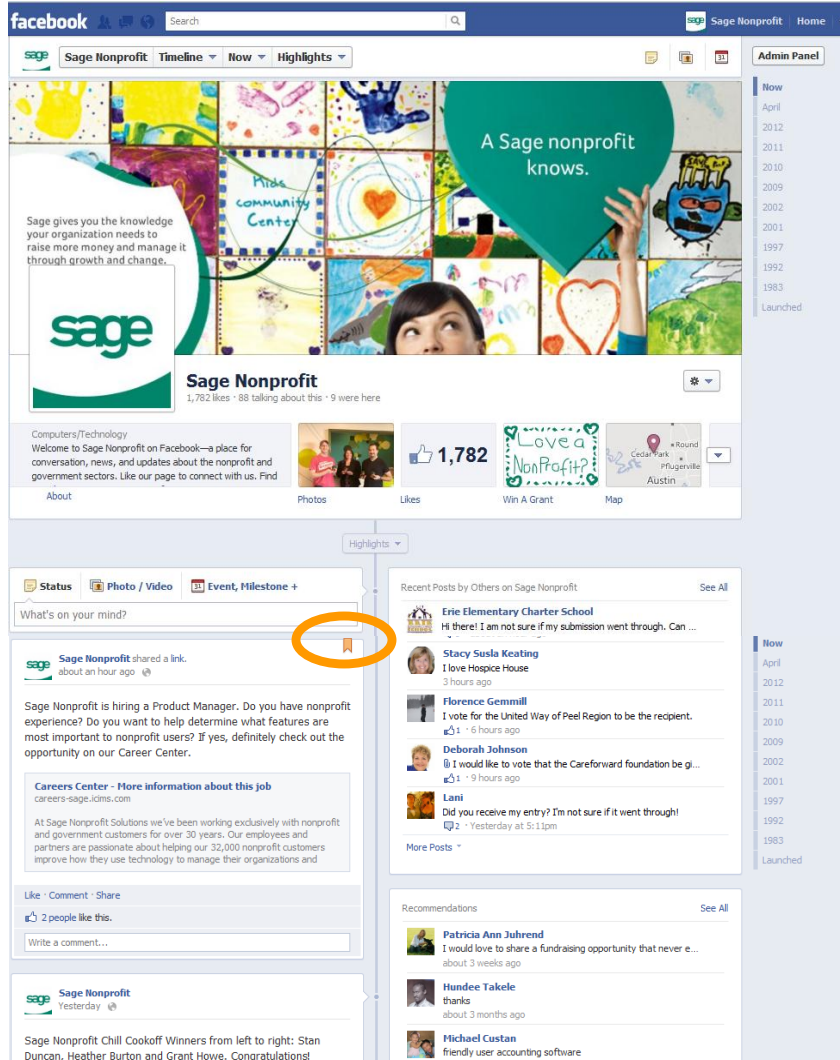 facebook
Search
sage Sage Nonprofit Home
sage Sage Nonprofit Timeline Now Highlights
31
Admin Panel
Now
April
2012
2011
2010
2009
2002
2001
1997
1992
1983
Launched
A Sage nonprofit
knows.
Kids
community
Center
Sage gives you the knowledge
your organization needs to
raise more money and manage it
through growth and change.
sage
Sage Nonprofit
1,782 likes · 88 talking about this · 9 were here
Computers/Technology
Welcome to Sage Nonprofit on Facebook—a place for
conversation, news, and updates about the nonprofit and
government sectors. Like our page to connect with us. Find
About
Photos
1,782
Likes
Love a
NonProfit?
Win A Grant
Round
Cedar Park
Pflugerville
Austin
Map
Highlights
Status Photo / Video 31 Event, Milestone +
What's on your mind?
sage
Sage Nonprofit shared a link.
about an hour ago
Sage Nonprofit is hiring a Product Manager. Do you have nonprofit
experience? Do you want to help determine what features are
most important to nonprofit users? If yes, definitely check out the
opportunity on our Career Center.
Careers Center - More information about this job
careers-sage.icims.com
At Sage Nonprofit Solutions we've been working exclusively with nonprofit
and government customers for over 30 years. Our employees and
partners are passionate about helping our 32,000 nonprofit customers
improve how they use technology to manage their organizations and
Like · Comment · Share
2 people like this.
Write a comment...
sage
Sage Nonprofit
Yesterday
Sage Nonprofit Chill Cookoff Winners from left to right: Stan
Duncan, Heather Burton and Grant Howe. Congratulations!
Recent Posts by Others on Sage Nonprofit See All
Erie Elementary Charter School
Hi there! I am not sure if my submission went through. Can ...
Stacy Susla Keating
I love Hospice House
3 hours ago
Florence Gemmill
I vote for the United Way of Peel Region to be the recipient.
1 · 6 hours ago
Deborah Johnson
I would like to vote that the Careforward foundation be gi...
1 · 9 hours ago
Lani
Did you receive my entry? I'm not sure if it went through!
2 · Yesterday at 5:11pm
More Posts
Recommendations See All
Patricia Ann Juhrend
I would love to share a fundraising opportunity that never e...
about 3 weeks ago
Hundee Takele
thanks
about 3 months ago
Michael Custan
friendly user accounting software
Now
April
2012
2011
2010
2009
2002
2001
1997
1992
1983
Launched